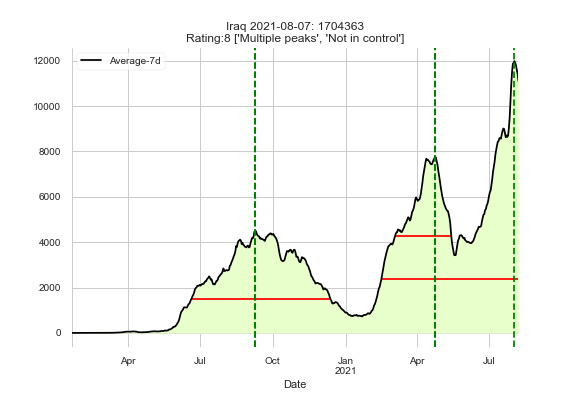 Iraq 2021-08-07: 1704363
Rating:8 ['Multiple peaks', 'Not in control']
Average-7d
12000
10000
8000
6000
4000
2000
0
Apr Jul Oct Jan Apr Jul
2021
Date